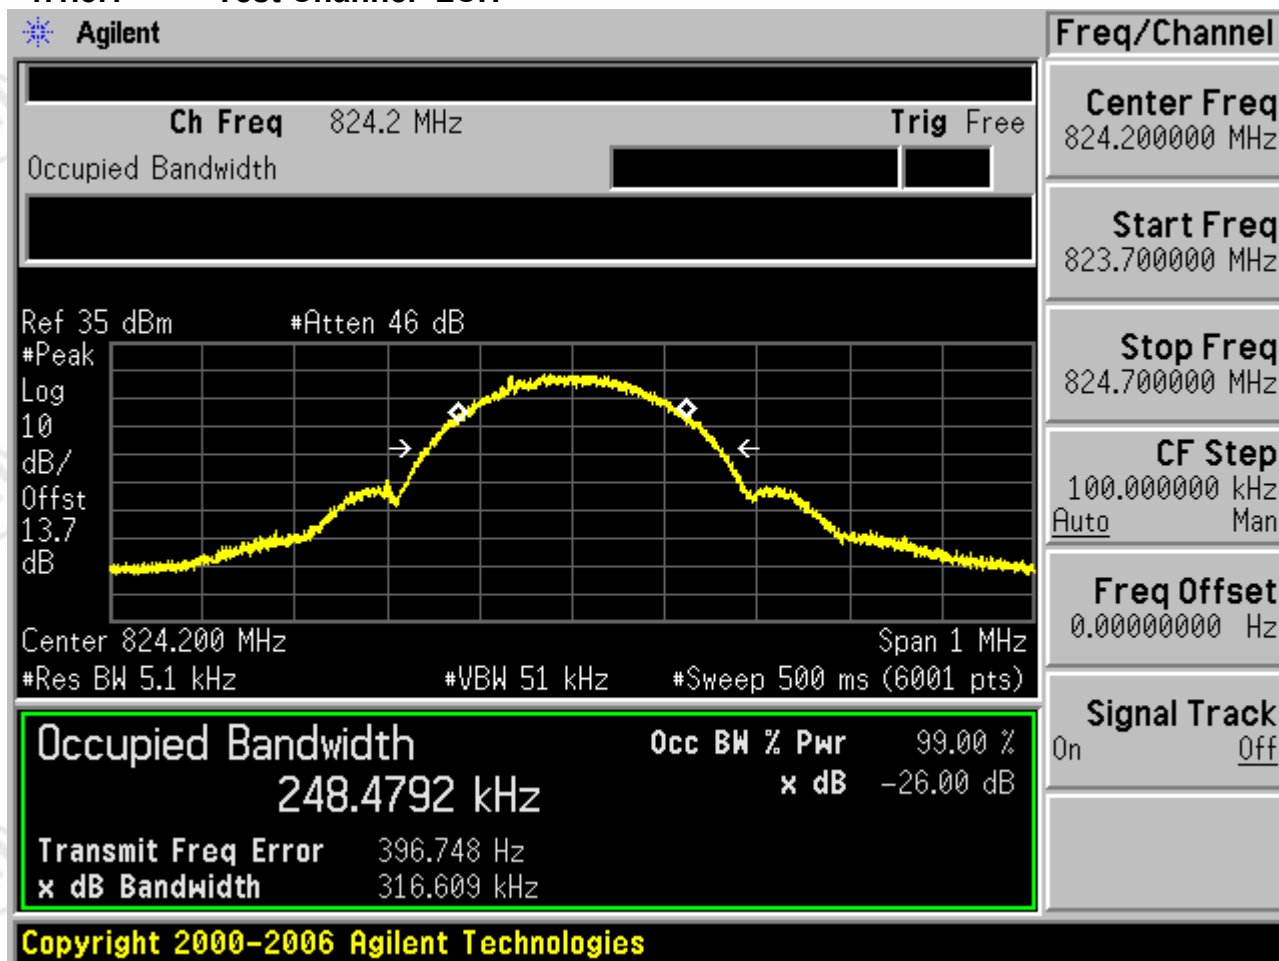 Agilent
Freq/Channel
Ch Freq 824.2 MHz Trig Free
Occupied Bandwidth
Center Freq
824.200000 MHz
Start Freq
823.700000 MHz
Stop Freq
824.700000 MHz
CF Step
100.000000 kHz
Auto Man
Freq Offset
0.00000000 Hz
Signal Track
On Off
Ref 35 dBm #Atten 46 dB
#Peak
Log
10
dB/
Offst
13.7
dB
Center 824.200 MHz Span 1 MHz
#Res BW 5.1 kHz #VBW 51 kHz #Sweep 500 ms (6001 pts)
Occupied Bandwidth
248.4792 kHz
Occ BW % Pwr 99.00 %
x dB -26.00 dB
Transmit Freq Error 396.748 Hz
x dB Bandwidth 316.609 kHz
Copyright 2000-2006 Agilent Technologies